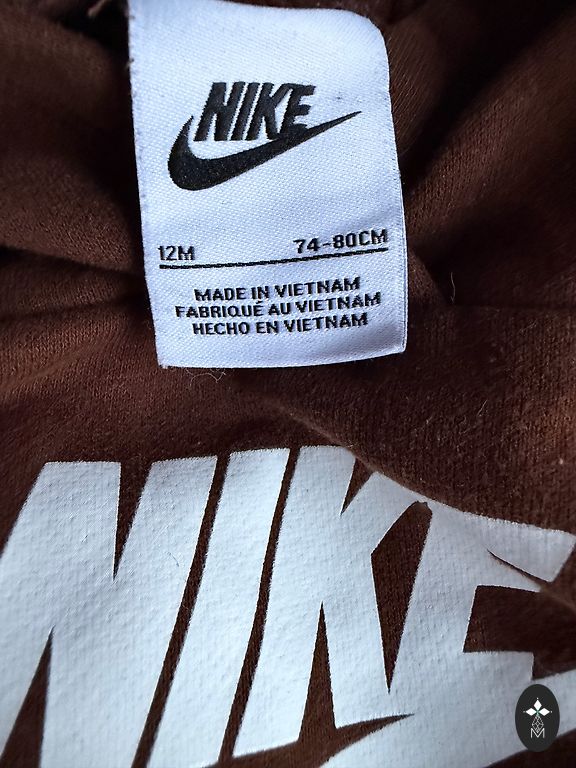 NIKE
12M 74-80CM
MADE IN VIETNAM
FABRIQUÉ AU VIETNAM
HECHO EN VIETNAM
NIKE
M